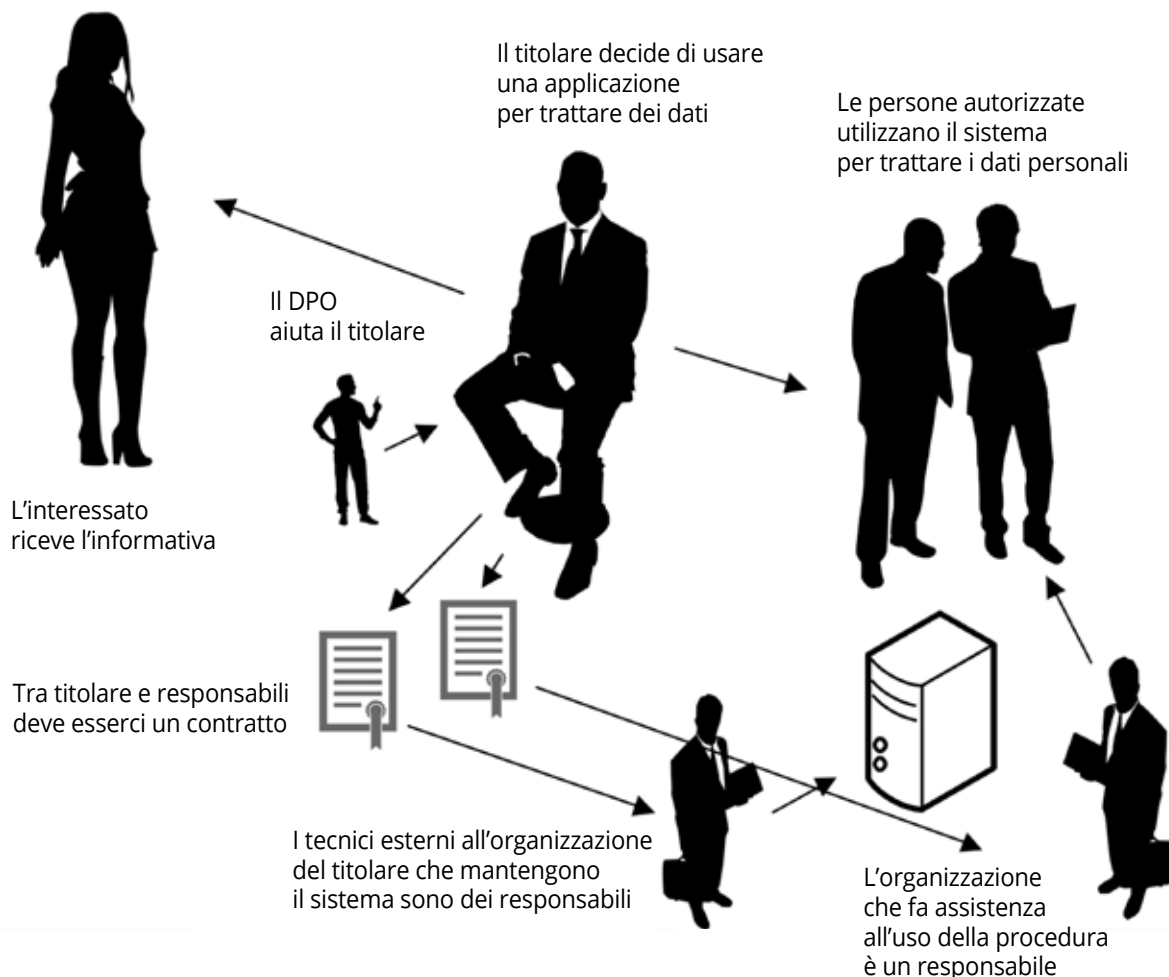 Il titolare decide di usare
una applicazione
per trattare dei dati
Le persone autorizzate
utilizzano il sistema
per trattare i dati personali
Il DPO
aiuta il titolare
L'interessato
riceve l'informativa
Tra titolare e responsabili
deve esserci un contratto
I tecnici esterni all'organizzazione
del titolare che mantengono
il sistema sono dei responsabili
L'organizzazione
che fa assistenza
all'uso della procedura
è un responsabile